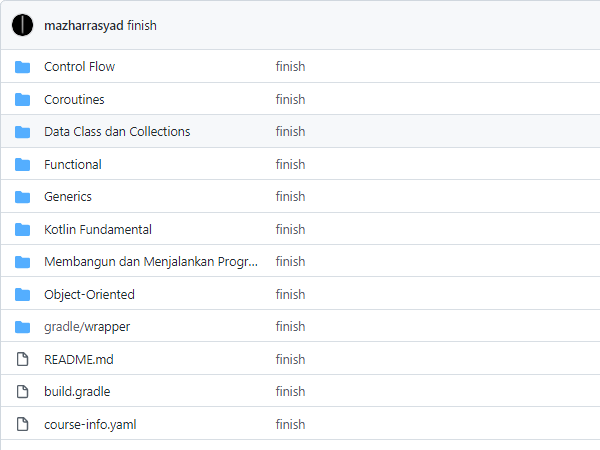 mazharrasyad finish
Control Flow finish
Coroutines finish
Data Class dan Collections finish
Functional finish
Generics finish
Kotlin Fundamental finish
Membangun dan Menjalankan Progr... finish
Object-Oriented finish
gradle/wrapper finish
README.md finish
build.gradle finish
course-info.yaml finish